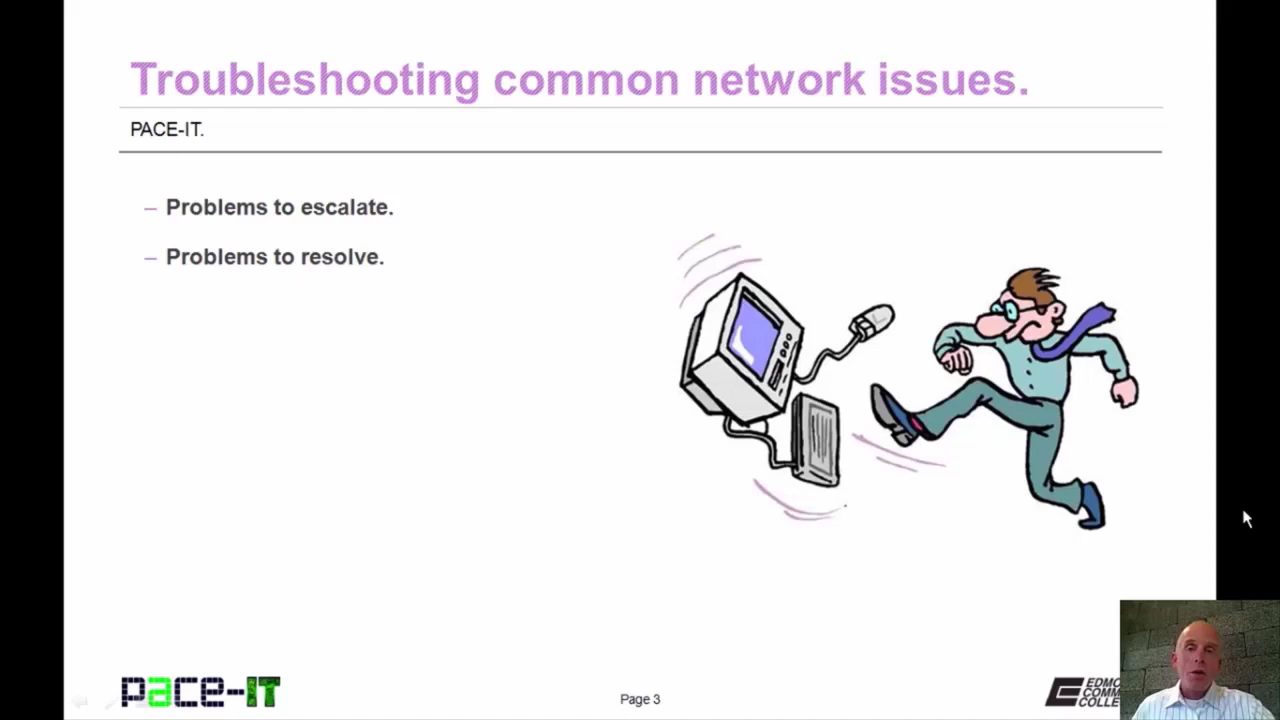 Troubleshooting common network issues.
PACE-IT.
– Problems to escalate.
– Problems to resolve.
pace-IT
Page 3